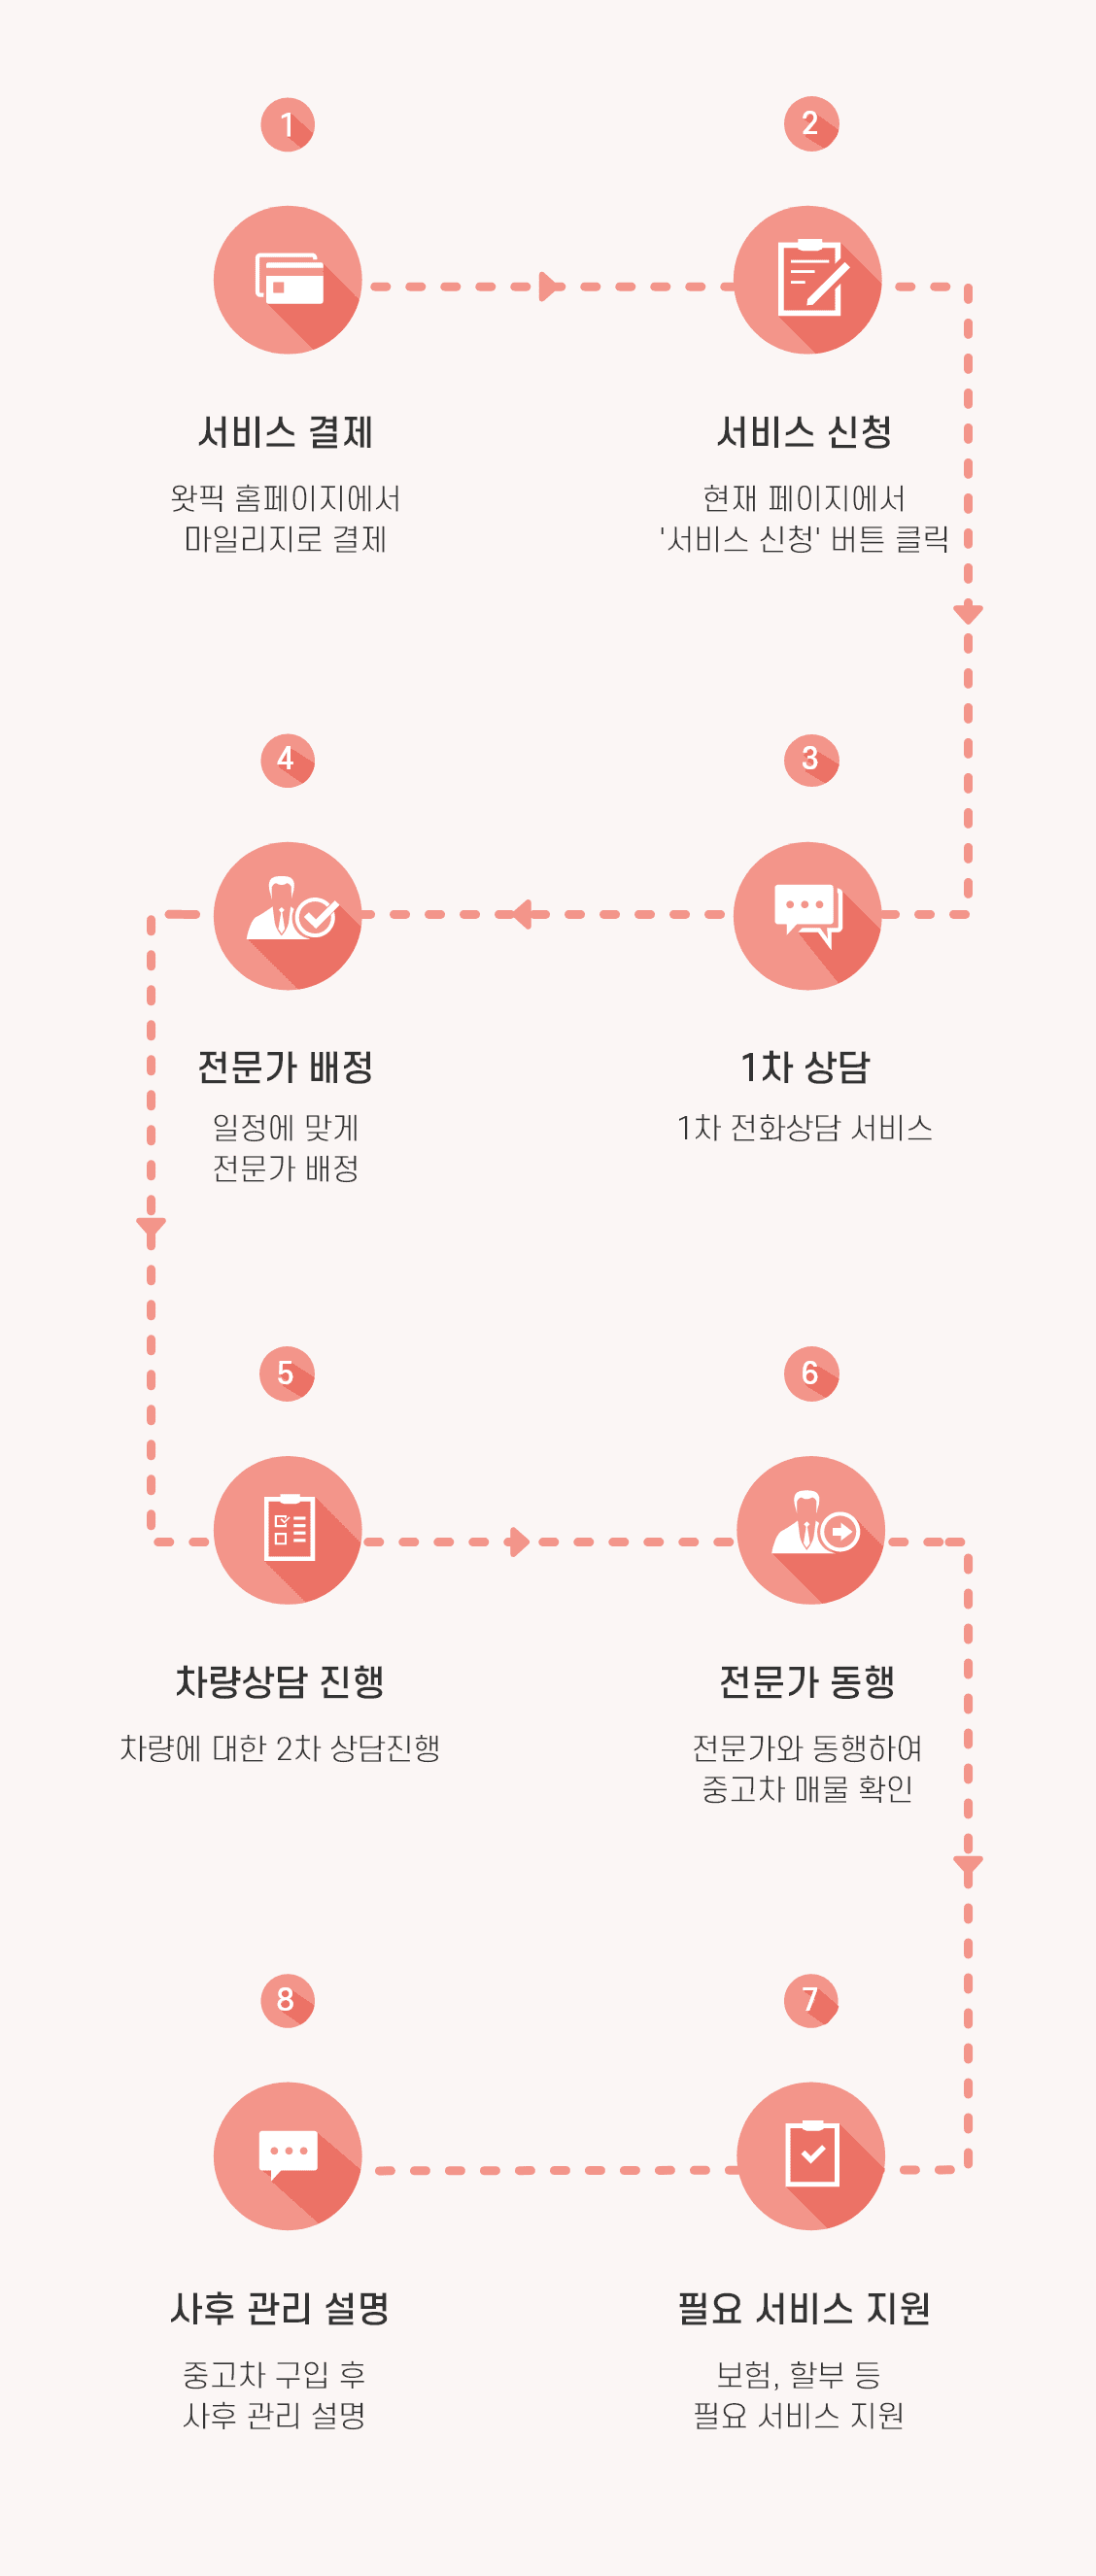 1
서비스 결제
왓픽 홈페이지에서
마일리지로 결제
2
서비스 신청
현재 페이지에서
'서비스 신청' 버튼 클릭
3
1차 상담
1차 전화상담 서비스
4
전문가 배정
일정에 맞게
전문가 배정
5
차량상담 진행
차량에 대한 2차 상담진행
6
전문가 동행
전문가와 동행하여
중고차 매물 확인
7
필요 서비스 지원
보험, 할부 등
필요 서비스 지원
8
사후 관리 설명
중고차 구입 후
사후 관리 설명